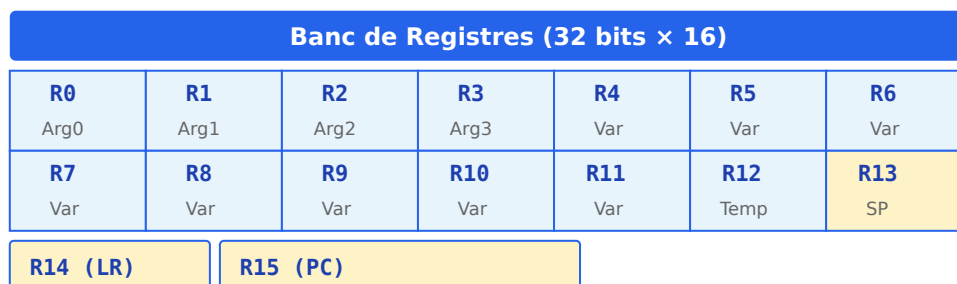 Banc de Registres (32 bits × 16)
R0 R1 R2 R3 R4 R5 R6
Arg0 Arg1 Arg2 Arg3 Var Var Var
R7 R8 R9 R10 R11 R12 R13
Var Var Var Var Var Temp SP
R14 (LR) R15 (PC)